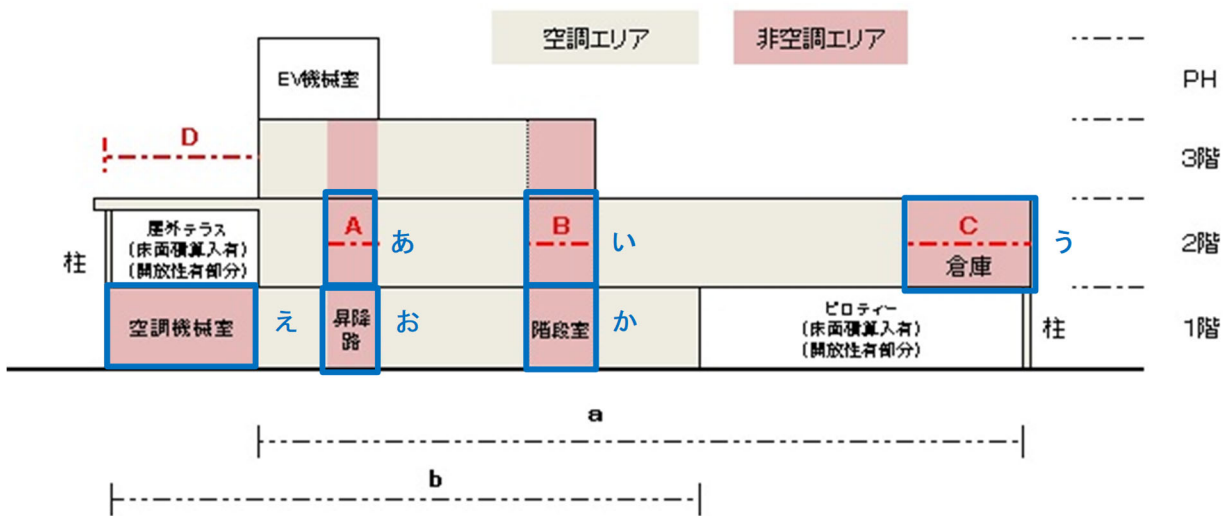 空調エリア
非空調エリア
EV機械室
PH
D
3階
屋外テラス
(床面積算入有)
(開放性有部分)
柱
A
あ
B
い
C
倉庫
う
2階
空調機械室
え
昇降
路
お
階段室
か
ピロティー
(床面積算入有)
(開放性有部分)
柱
1階
a
b